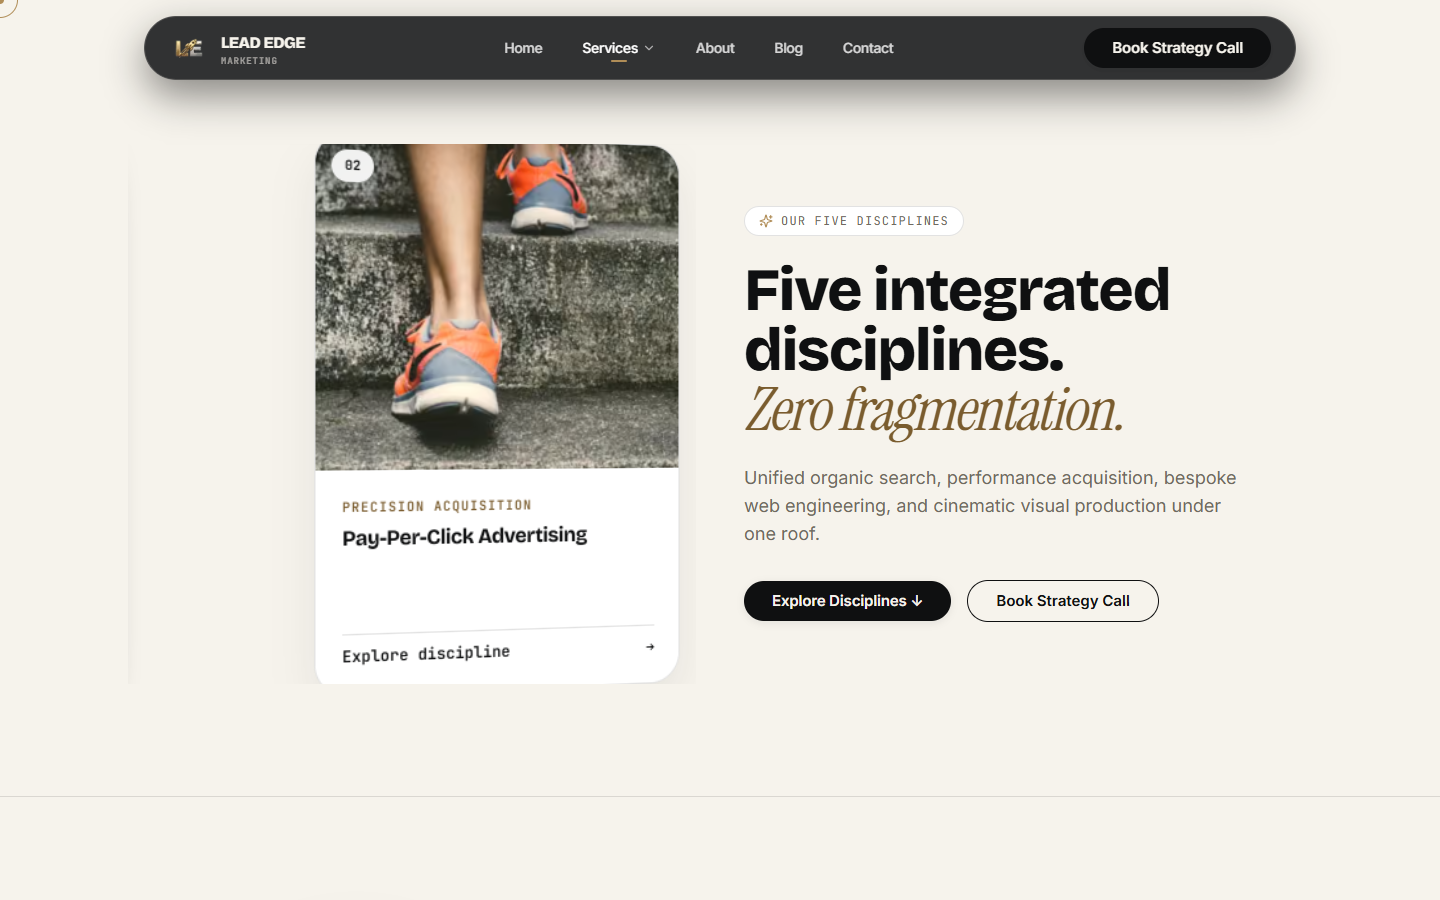 LE
LEAD EDGE
MARKETING
Home
Services
About
Blog
Contact
Book Strategy Call
02
PRECISION ACQUISITION
Pay-Per-Click Advertising
Explore discipline →
OUR FIVE DISCIPLINES
Five integrated
disciplines.
Zero fragmentation.
Unified organic search, performance acquisition, bespoke
web engineering, and cinematic visual production under
one roof.
Explore Disciplines ↓
Book Strategy Call